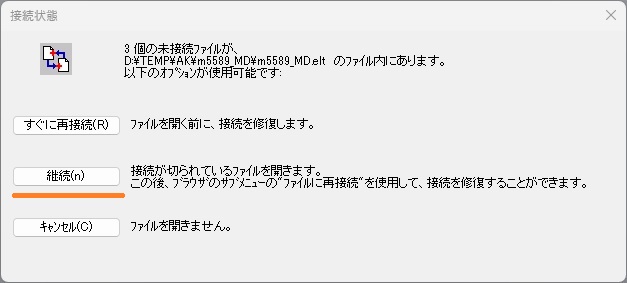 接続状態
3 個の未接続ファイルが、
D:\TEMP\AK\m5589_MD\m5589_MD.elt のファイル内にあります。
以下のオプションが使用可能です:
すぐに再接続(R)
ファイルを開く前に、接続を修復します。
継続(n)
接続が切られているファイルを開きます。
この後、ブラウザのサブメニューの"ファイルに再接続"を使用して、接続を修復することができます。
キャンセル(C)
ファイルを開きません。